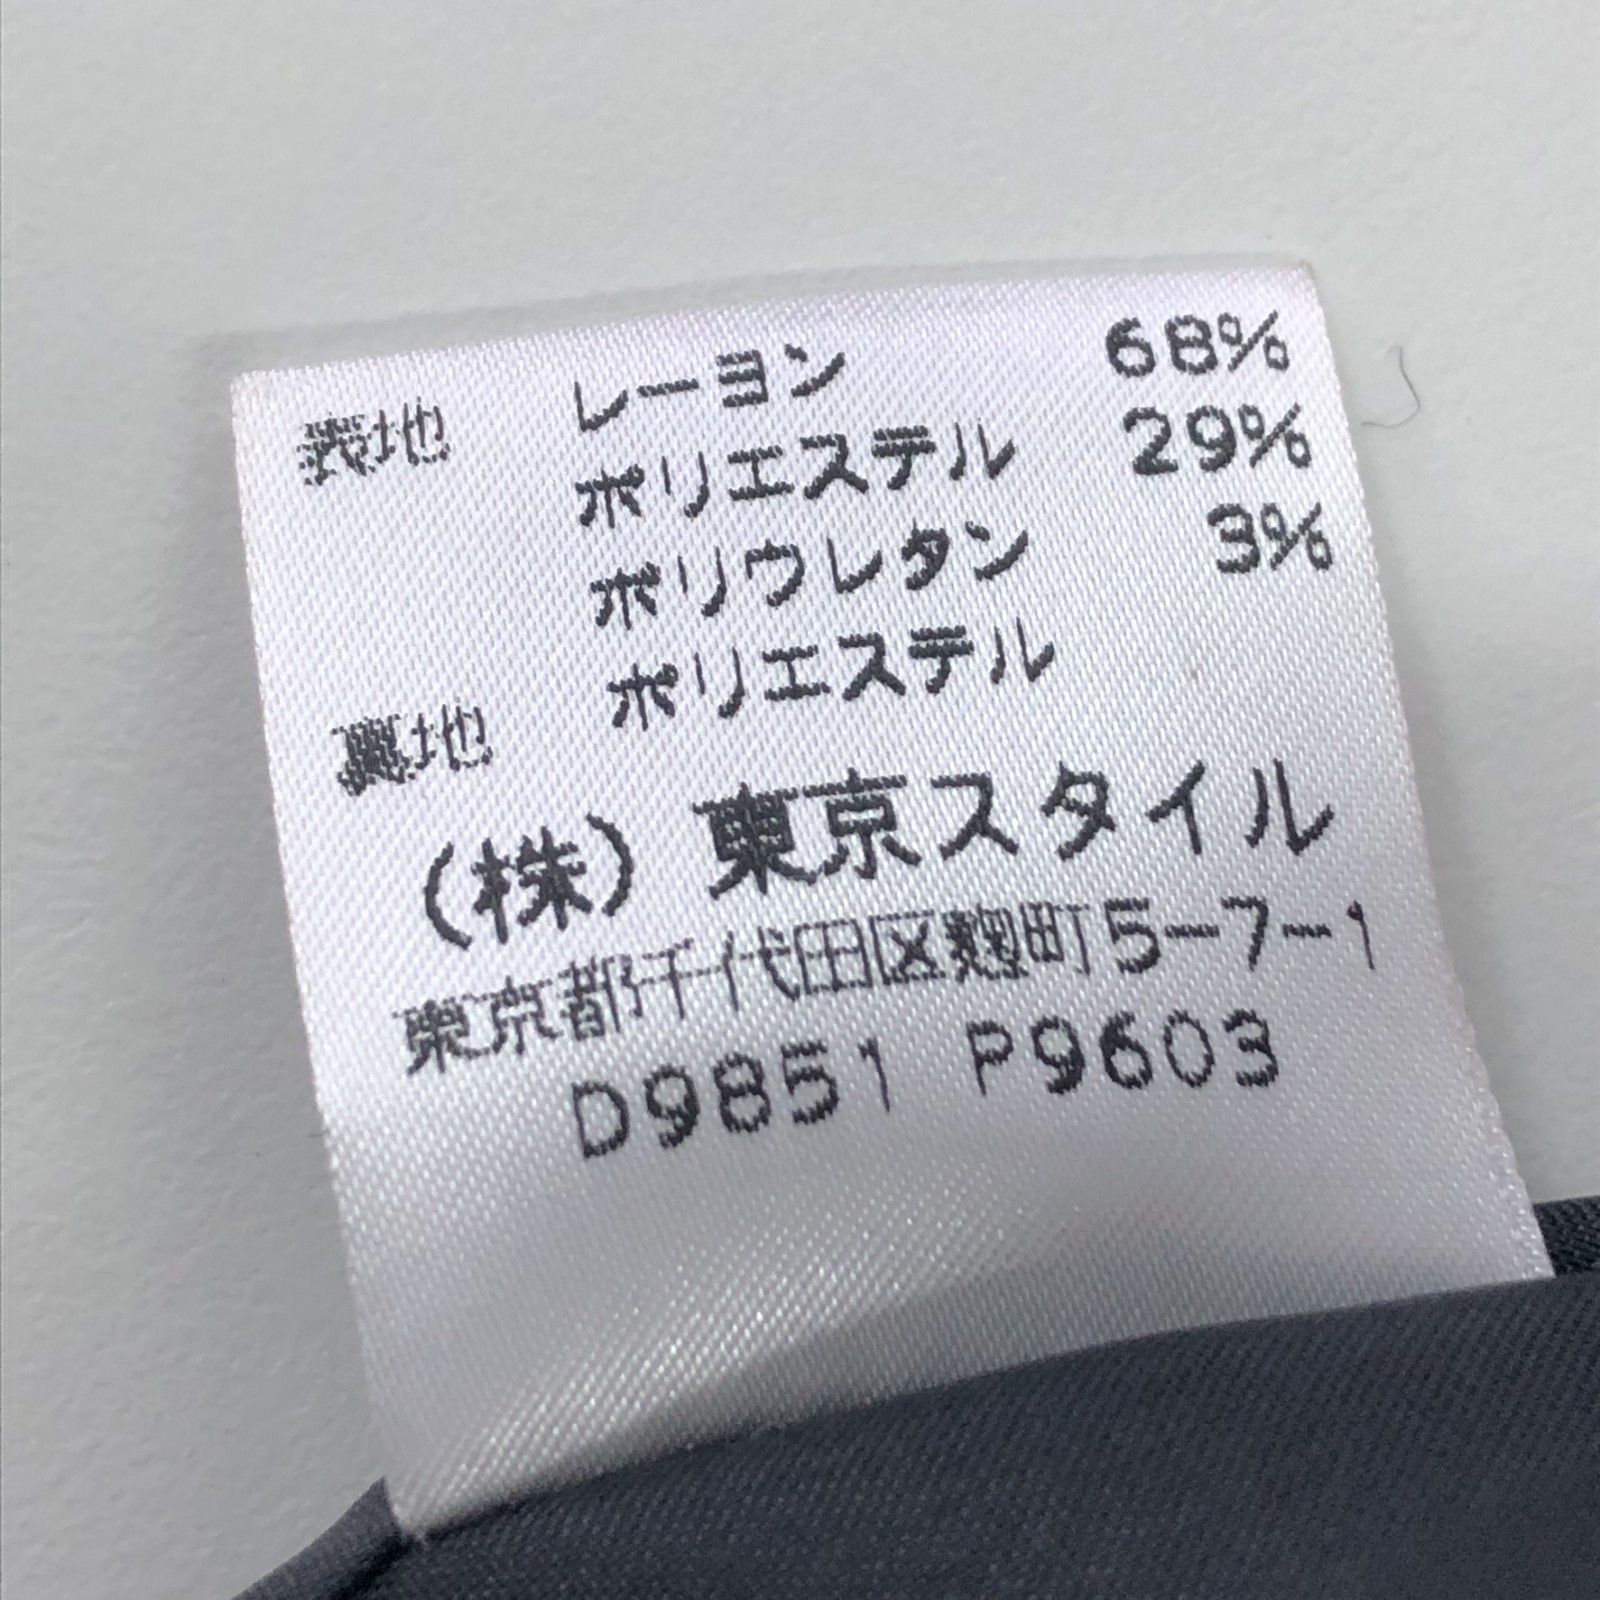 表地 レーヨン 68%
ポリエステル 29%
ポリウレタン 3%
裏地 ポリエステル
(株)東京スタイル
東京都千代田区麹町5-7-1
D9851 P9603